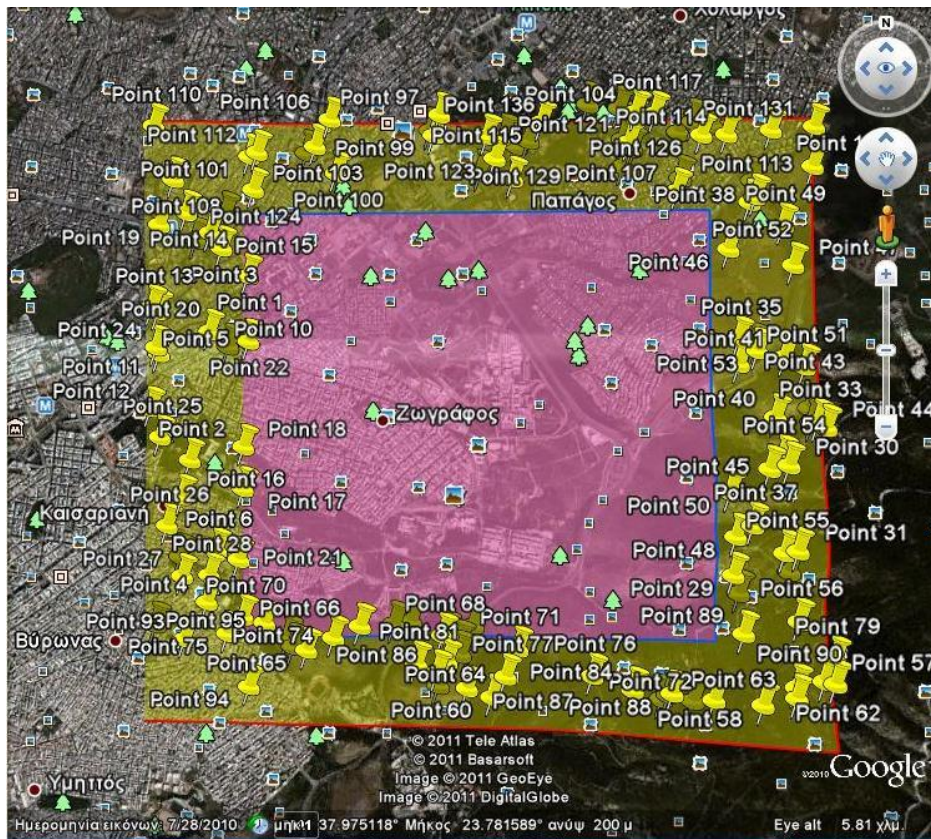 Χολαργός
Point 117
Point 110
Point 106
Point 97
Point 136
Point 104
Point 131
Point 114
Point 121
Point 112
Point 115
Point 99
Point 126
Point 113
Point 101
Point 103
Point 123
Point 129
Point 107
Παπάγος
Point 38
Point 49
Point 100
Point 108
Point 124
Point 52
Point 19
Point 14
Point 15
Point 46
Point 13
Point 3
Point 20
Point 1
Point 35
Point 24
Point 5
Point 10
Point 41
Point 51
Point 11
Point 22
Point 53
Point 43
Point 12
Point 33
Point 25
Ζωγράφος
Point 40
Point 44
Point 2
Point 18
Point 54
Point 30
Point 16
Point 45
Point 26
Point 17
Point 37
Καισαριανή
Point 6
Point 50
Point 55
Point 31
Point 27
Point 28
Point 21
Point 48
Point 4
Point 70
Point 29
Point 56
Point 93
Point 95
Point 66
Point 68
Point 71
Point 89
Point 79
Βύρωνας
Point 75
Point 74
Point 81
Point 77
Point 76
Point 86
Point 90
Point 57
Point 65
Point 64
Point 84
Point 72
Point 63
Point 94
Point 60
Point 87
Point 88
Point 58
Point 62
© 2011 Tele Atlas
© 2011 Basarsoft
Image © 2011 GeoEye
Image © 2011 DigitalGlobe
©2010 Google
Υμηττός
Ημερομηνία εικόνων: 7/28/2010
37.975118° Μήκος 23.781589° ανύψ 200 μ
Eye alt 5.81 χλμ
N